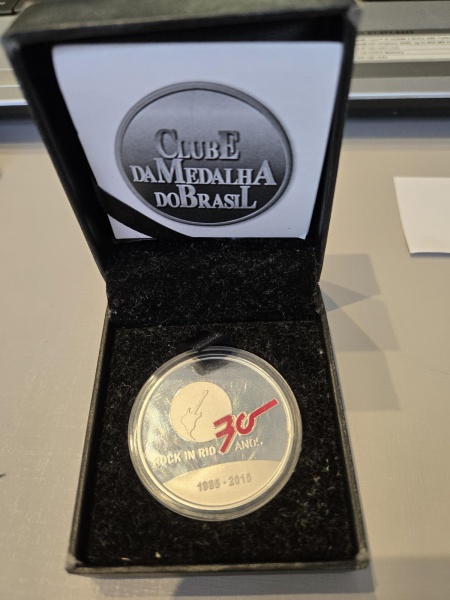 CLUBE
DA MEDALHA
DO BRASIL
30
ROCK IN RIO ANOS
1985 - 2015